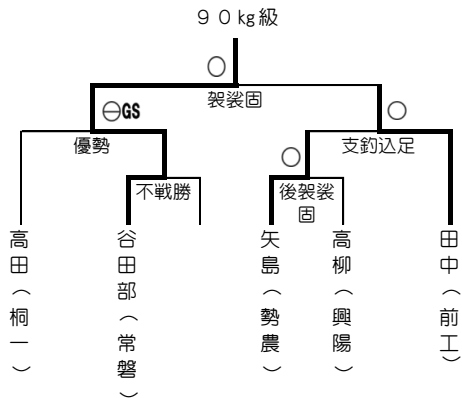 ９０kg級
○
袈裟固
⊖GS
○
優勢
○
支釣込足
不戦勝
後袈裟
固
高田（桐一）
谷田部（常磐）
矢島（勢農）
高柳（興陽）
田中（前工）